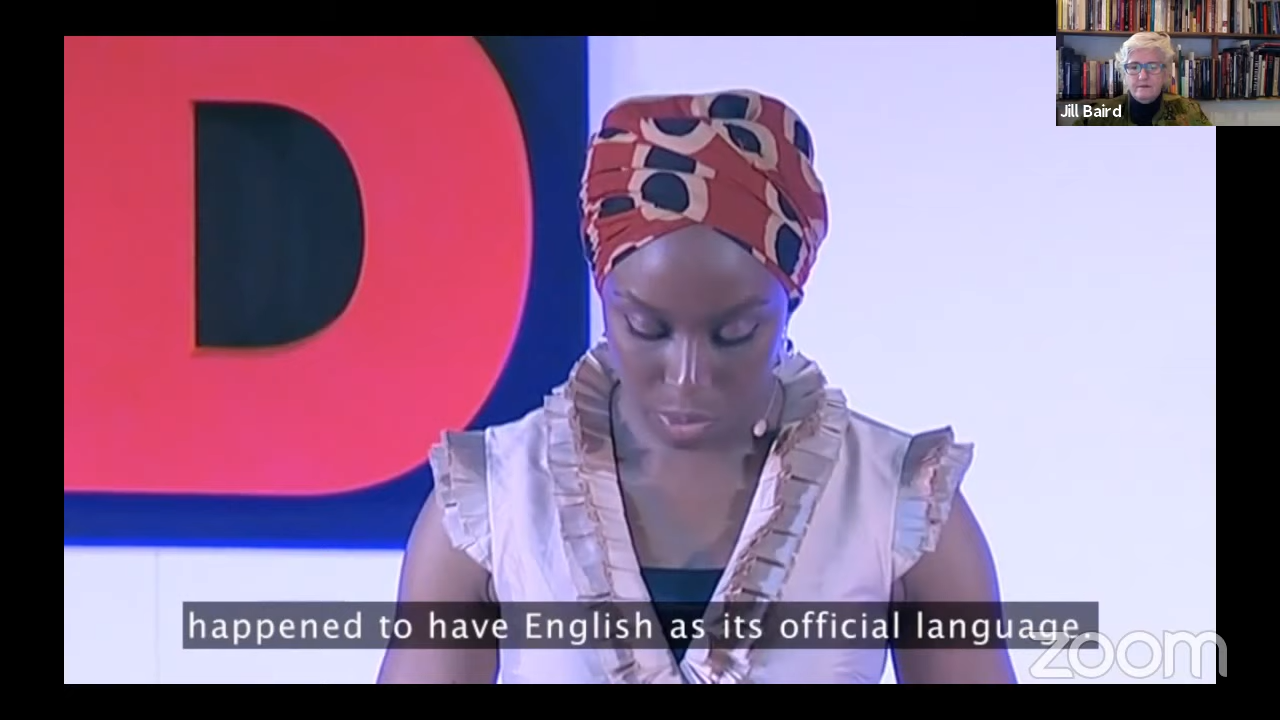 Jill Baird
D
happened to have English as its official language.
zoom